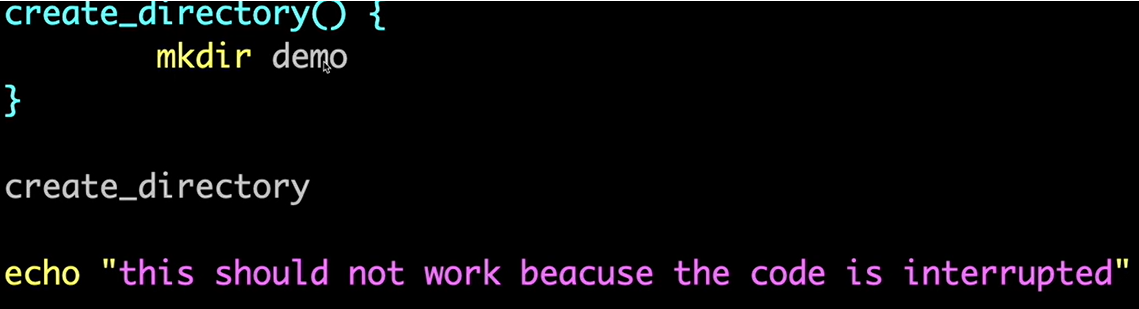 create_directory() {
        mkdir demo
}
create_directory
echo "this should not work beacuse the code is interrupted"